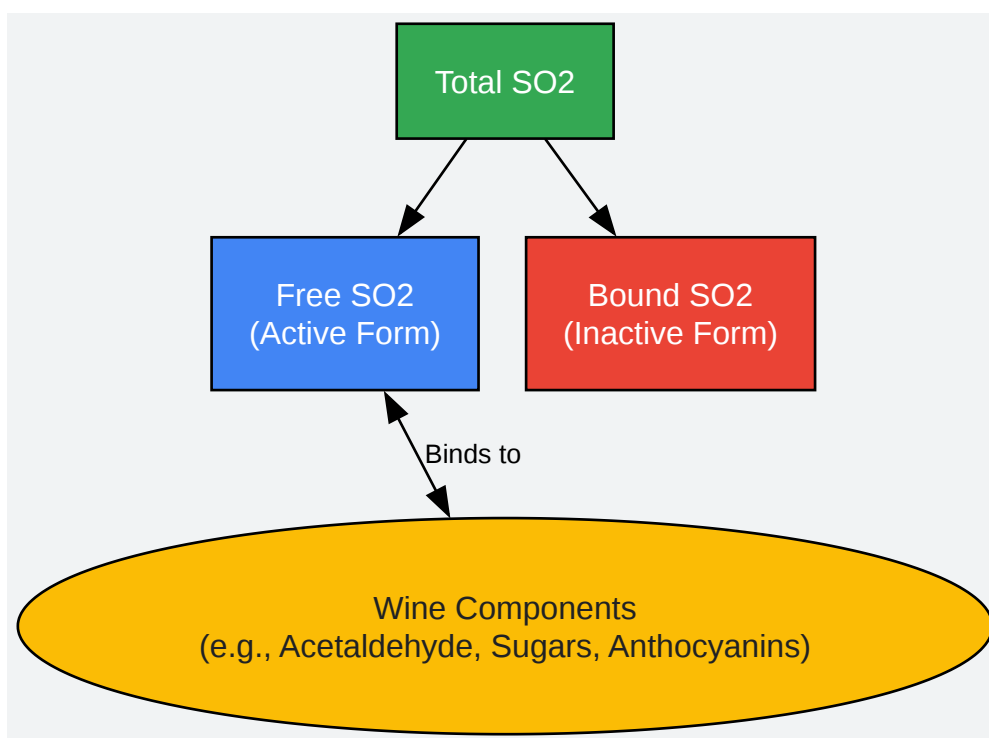 Total SO2
Free SO2
(Active Form)
Bound SO2
(Inactive Form)
Binds to
Wine Components
(e.g., Acetaldehyde, Sugars, Anthocyanins)